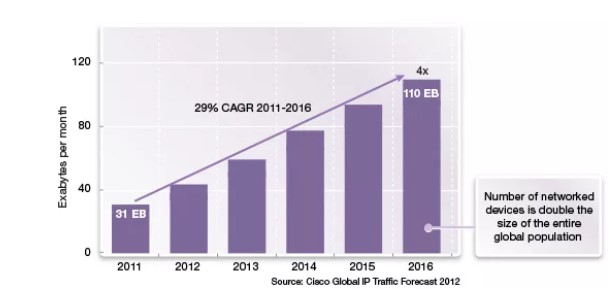 120
80
40
0
Exabytes per month
29% CAGR 2011-2016
4x
110 EB
31 EB
Number of networked
devices is double the
size of the entire
global population
2011 2012 2013 2014 2015 2016
Source: Cisco Global IP Traffic Forecast 2012